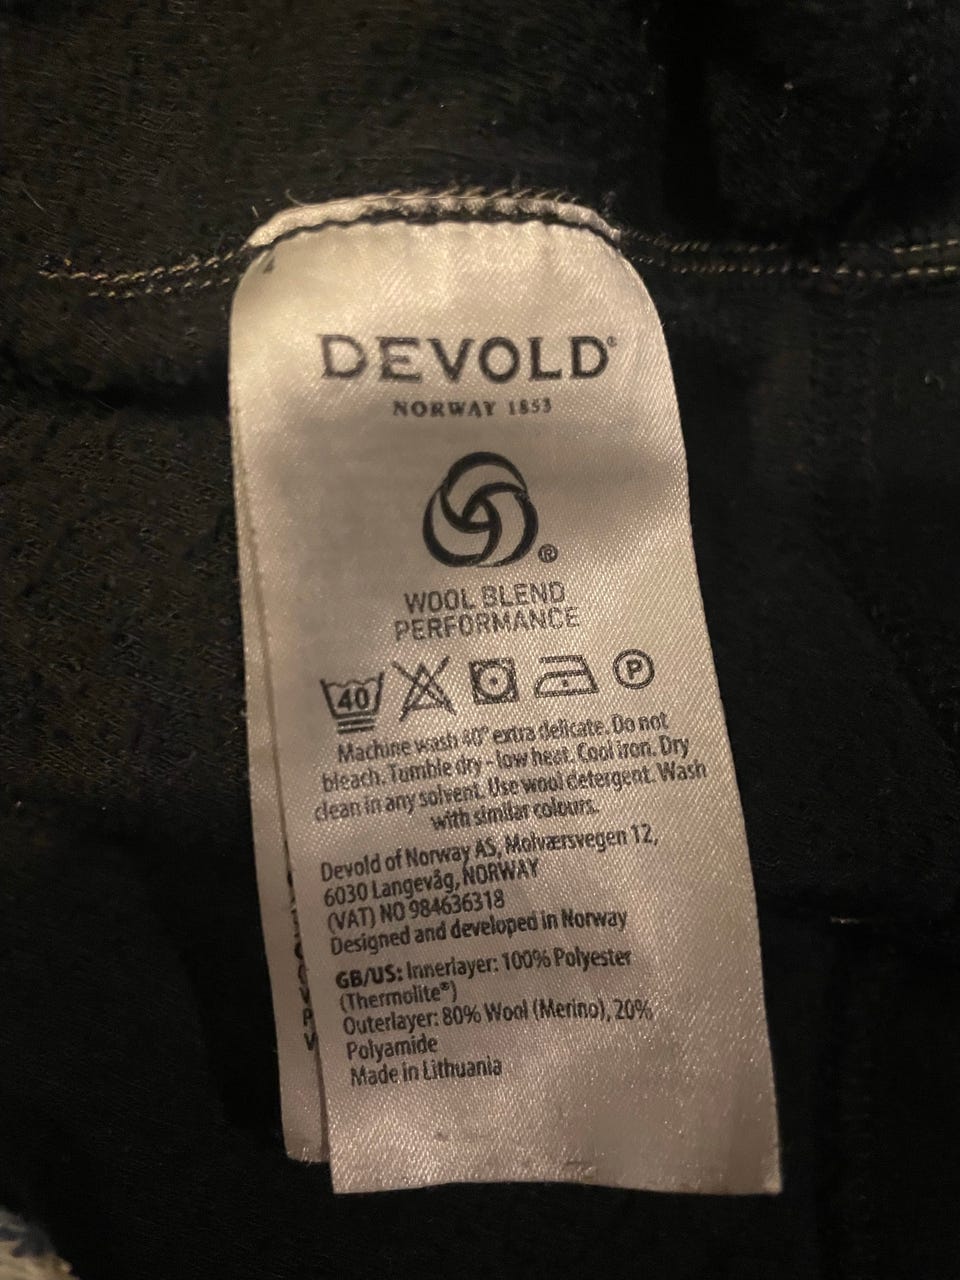 DEVOLD®
NORWAY 1853
®
WOOL BLEND
PERFORMANCE
40 P
Machine wash 40° extra delicate. Do not
bleach. Tumble dry - low heat. Cool iron. Dry
clean in any solvent. Use wool detergent. Wash
with similar colours.
Devold of Norway AS, Molværsvegen 12,
6030 Langevåg, NORWAY
(VAT) NO 984636318
Designed and developed in Norway
GB/US: Innerlayer: 100% Polyester
(Thermolite®)
Outerlayer: 80% Wool (Merino), 20%
Polyamide
Made in Lithuania